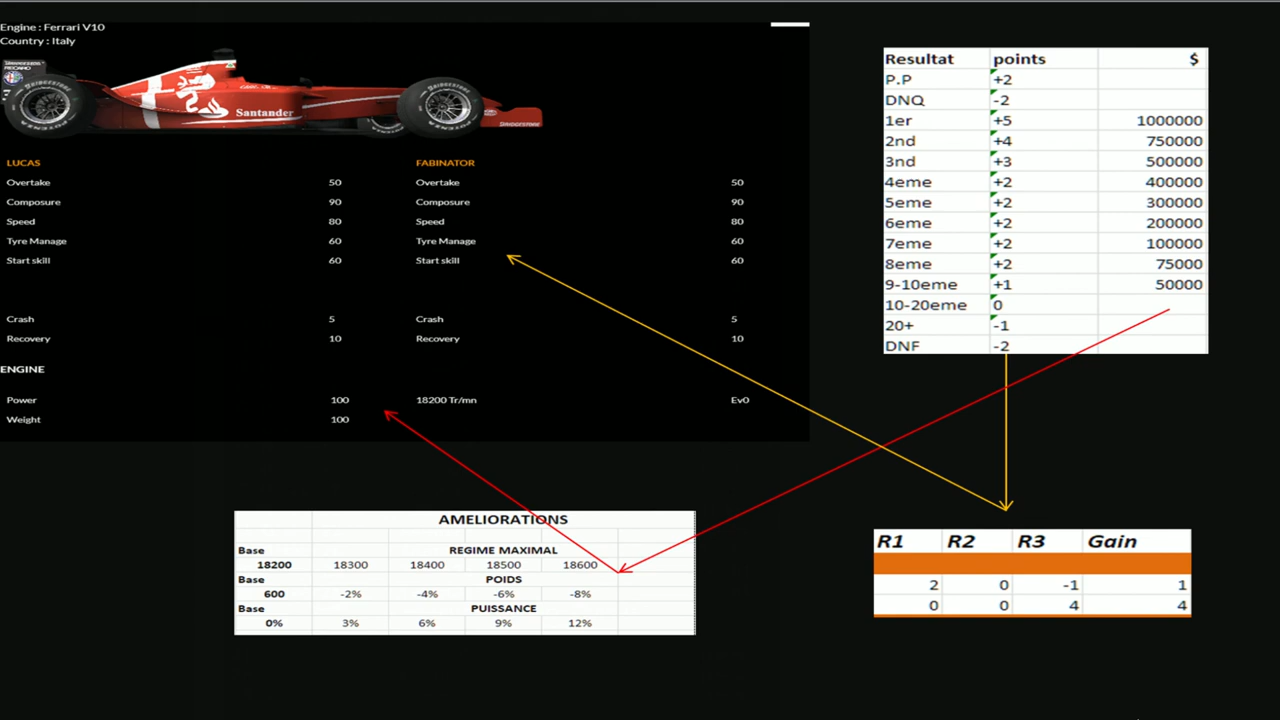 Engine : Ferrari V10
Country : Italy
BRIDGESTONE
POTENZA
Santander
BRIDGESTONE
BRIDGESTONE
LUCAS FABINATOR
Overtake 50 Overtake 50
Composure 90 Composure 90
Speed 80 Speed 80
Tyre Manage 60 Tyre Manage 60
Start skill 60 Start skill 60
Crash 5 Crash 5
Recovery 10 Recovery 10
ENGINE
Power 100 18200 Tr/mn Ev0
Weight 100
Resultat points $
P.P +2
DNQ -2
1er +5 1000000
2nd +4 750000
3nd +3 500000
4eme +2 400000
5eme +2 300000
6eme +2 200000
7eme +2 100000
8eme +2 75000
9-10eme +1 50000
10-20eme 0
20+ -1
DNF -2
AMELIORATIONS
Base REGIME MAXIMAL
18200 18300 18400 18500 18600
Base POIDS
600 -2% -4% -6% -8%
Base PUISSANCE
0% 3% 6% 9% 12%
R1 R2 R3 Gain
2 0 -1 1
0 0 4 4